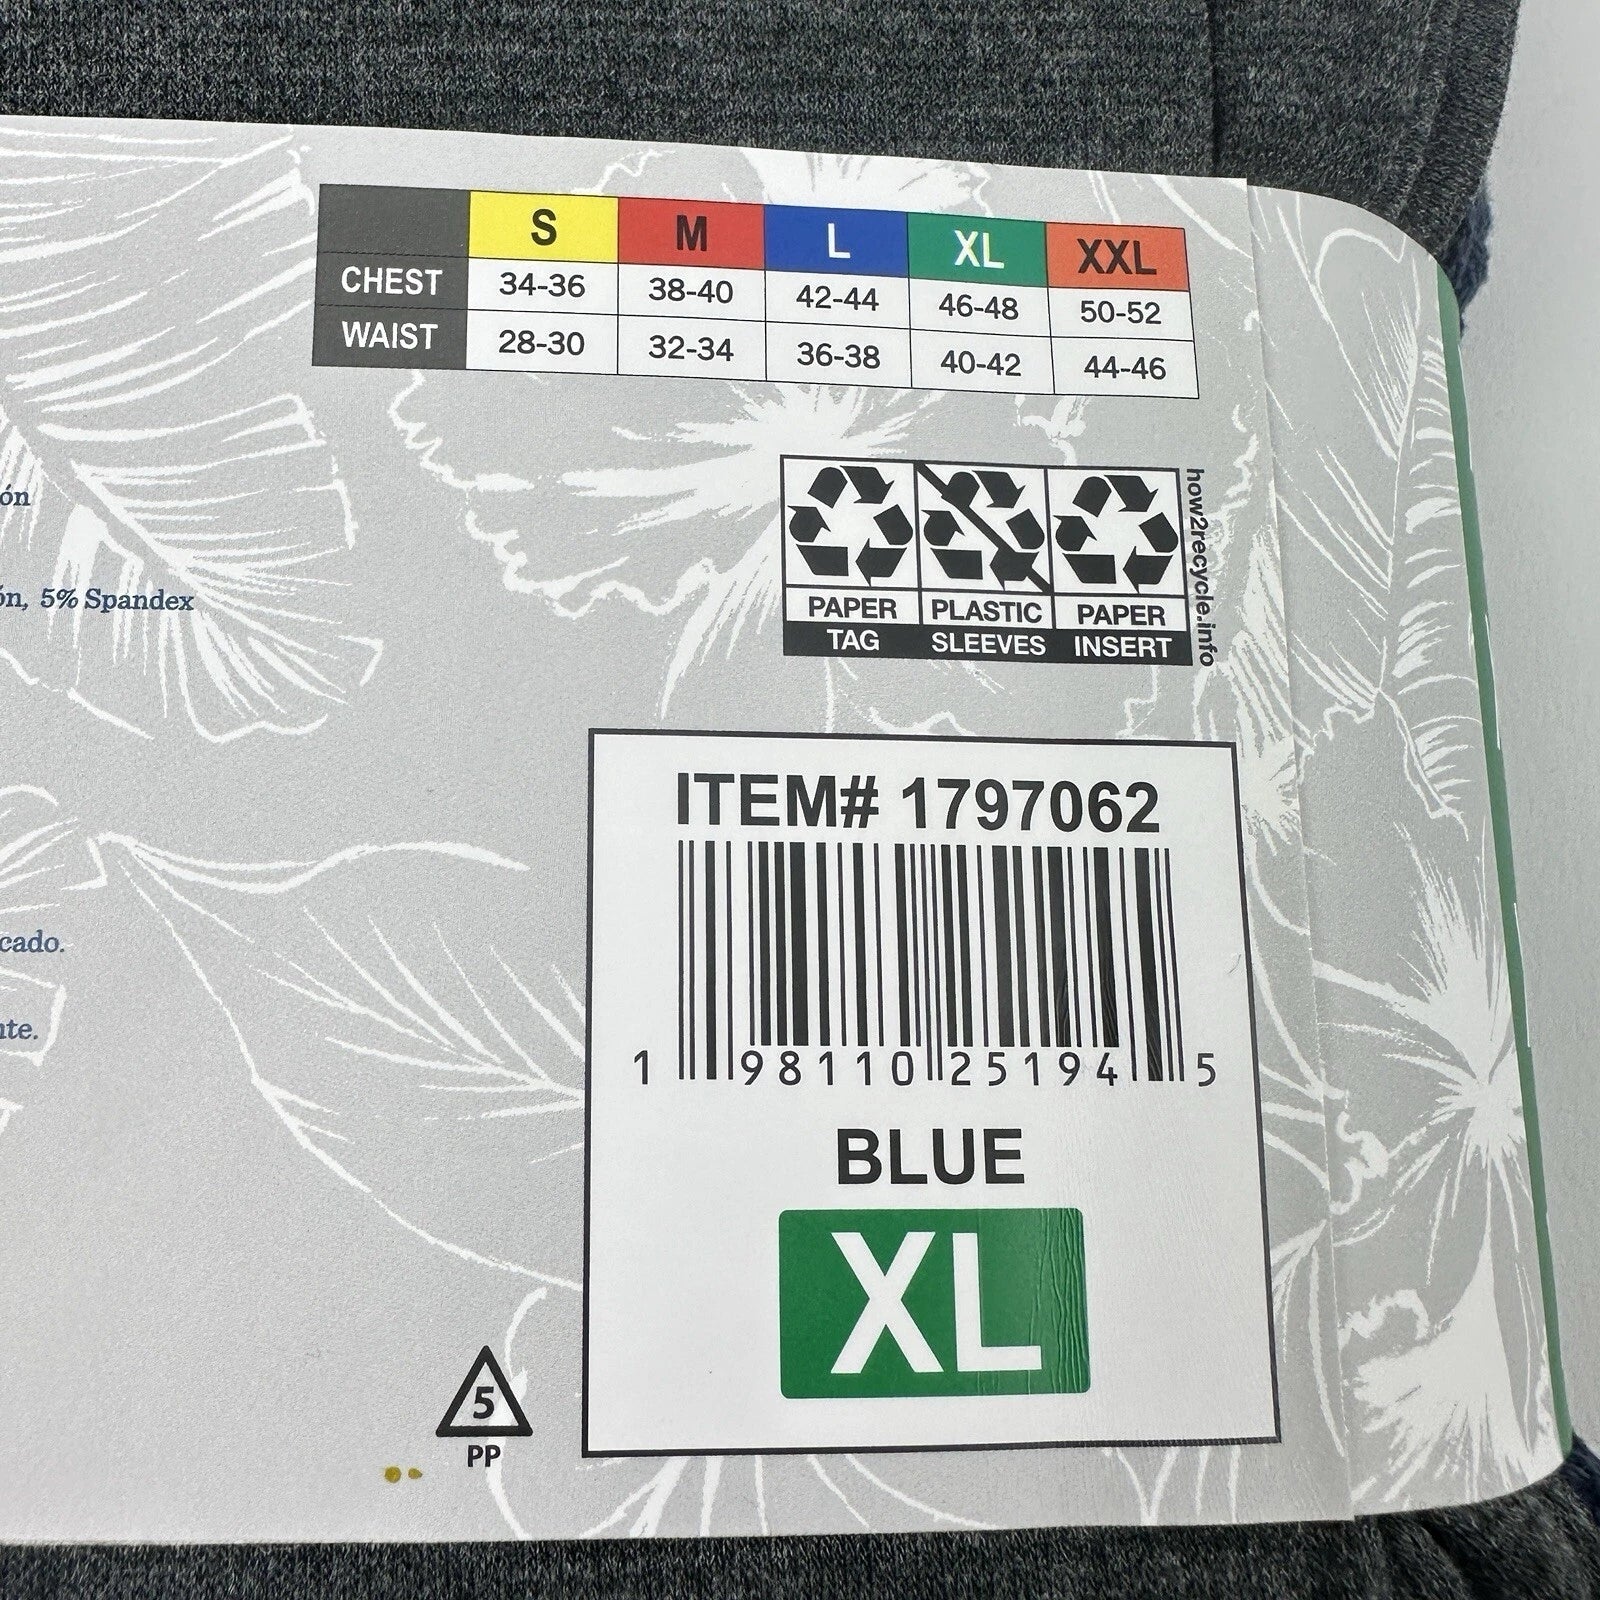 S M L XL XXL
CHEST 34-36 38-40 42-44 46-48 50-52
WAIST 28-30 32-34 36-38 40-42 44-46
ón
5% Spandex
PAPER PLASTIC PAPER
TAG SLEEVES INSERT
how2recycle.info
ITEM# 1797062
1 98110 25194 5
BLUE
XL
cado.
nte.
5
PP